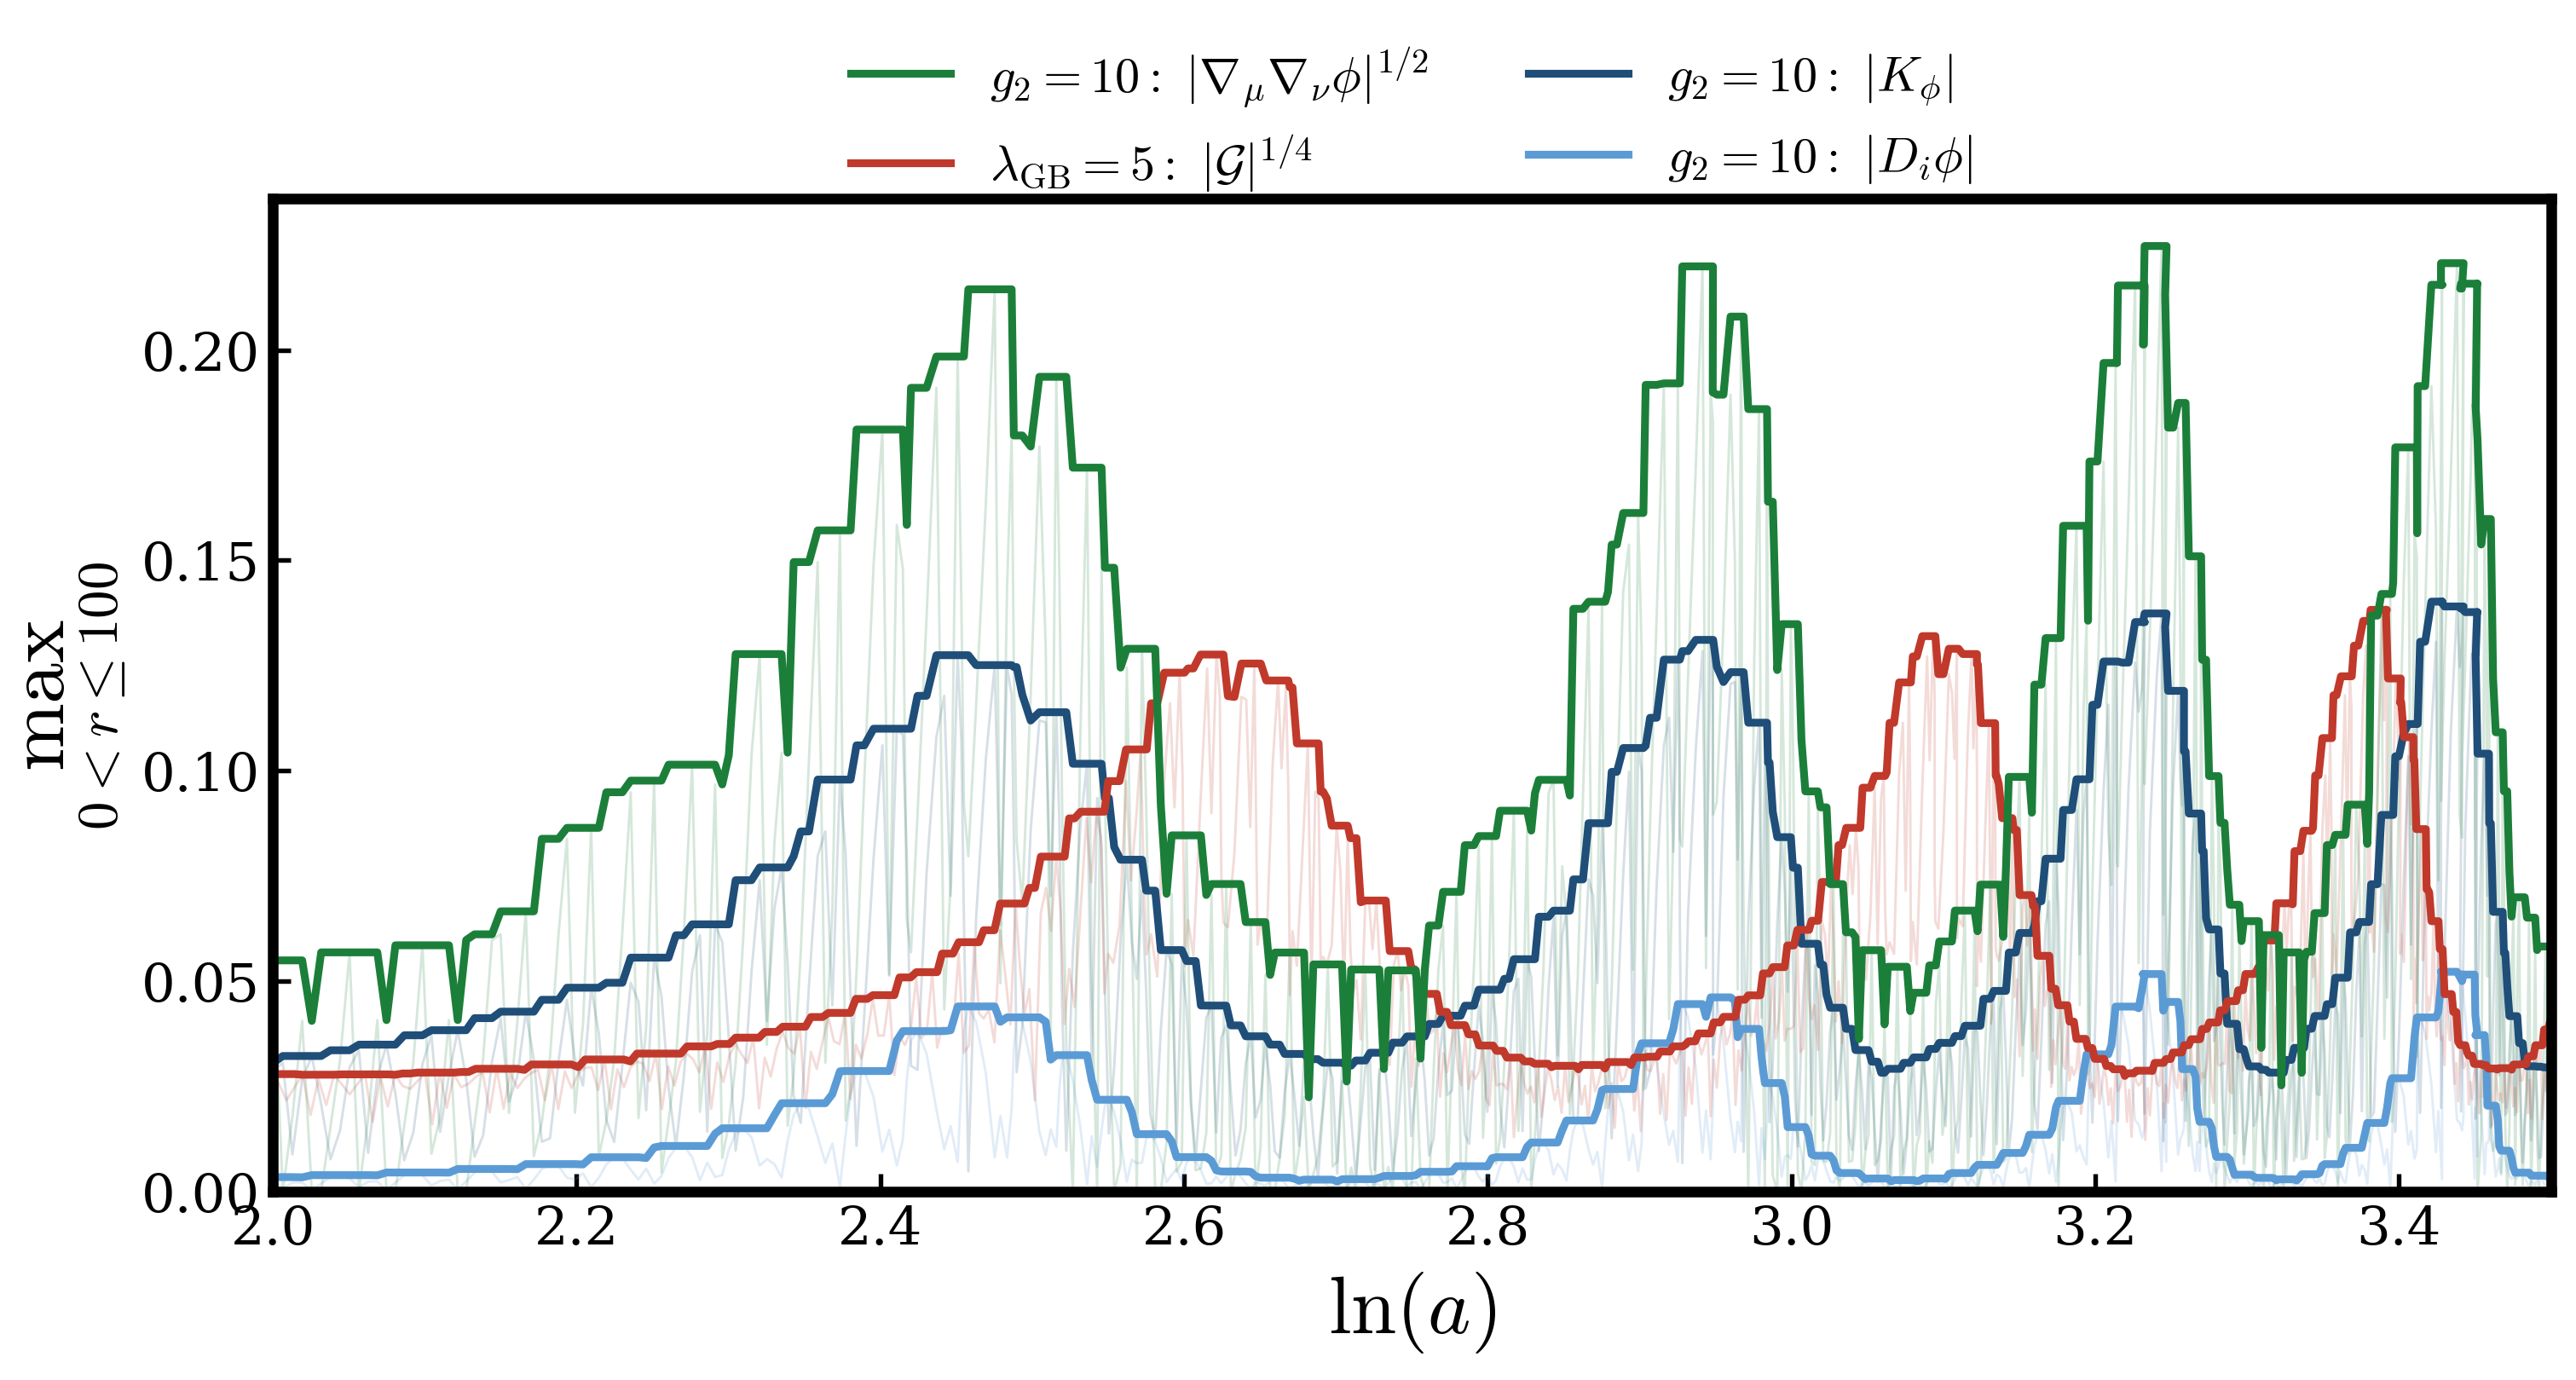 g₂ = 10 : |∇_μ∇_νϕ|^{1/2}
λ_GB = 5 : |𝒢|^{1/4}
g₂ = 10 : |K_ϕ|
g₂ = 10 : |D_iϕ|
max
0 < r ≤ 100
0.20
0.15
0.10
0.05
0.00
2.0 2.2 2.4 2.6 2.8 3.0 3.2 3.4
ln(a)